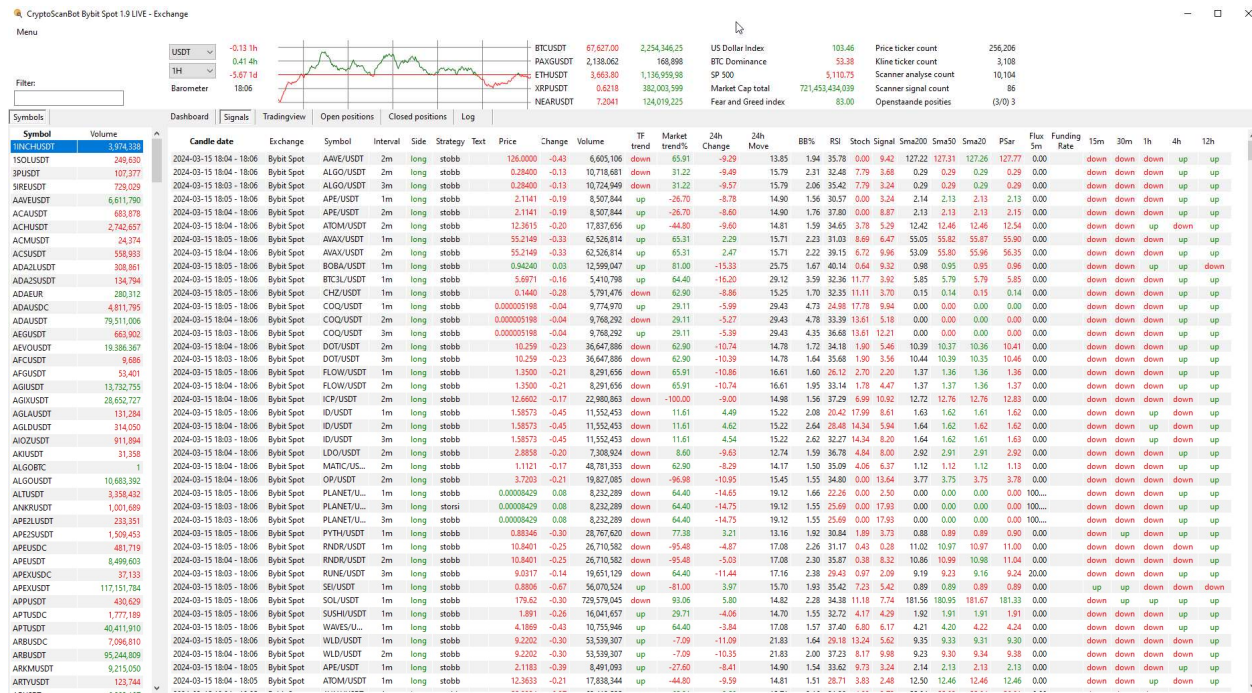 CryptoScanBot Bybit Spot 1.9 LIVE - Exchange
Menu
USDT -0.13 1h
0.41 4h
1H -5.67 1d
Barometer 18:06
BTCUSDT 67,627.00 2,254,346,25
PAXGUSDT 2,138.062 168,898
ETHUSDT 3,663.80 1,136,959,98
XRPUSDT 0.6218 382,003,599
NEARUSDT 7.2041 124,019,225
US Dollar Index 103.46
BTC Dominance 53.38
SP 500 5,110.75
Market Cap total 721,453,434,039
Fear and Greed index 83.00
Price ticker count 256,206
Kline ticker count 3,108
Scanner analyse count 10,104
Scanner signal count 86
Openstaande posities (3/0) 3
Filter:
Symbols
Symbol Volume
1INCHUSDT 3,974,338
1SOLUSDT 249,630
3PUSDT 107,377
5IREUSDT 729,029
AAVEUSDT 6,611,790
ACAUSDT 683,878
ACHUSDT 2,742,657
ACMUSDT 24,374
ACSUSDT 558,933
ADA2LUSDT 308,861
ADA2SUSDT 134,794
ADAEUR 280,312
ADAUSDC 4,811,795
ADAUSDT 79,511,006
AEGUSDT 663,902
AEVOUSDT 19,386,367
AFCUSDT 9,686
AFGUSDT 53,401
AGIUSDT 13,732,755
AGIXUSDT 28,652,727
AGLAUSDT 131,284
AGLDUSDT 314,050
AIOZUSDT 911,894
AKIUSDT 31,358
ALGOBTC 1
ALGOUSDT 10,683,392
ALTUSDT 3,358,432
ANKRUSDT 1,001,689
APE2LUSDT 233,351
APE2SUSDT 1,509,453
APEUSDC 481,719
APEUSDT 8,499,603
APEXUSDC 37,133
APEXUSDT 117,151,784
APPUSDT 430,629
APTUSDC 1,777,189
APTUSDT 40,411,910
ARBUSDC 7,096,810
ARBUSDT 95,244,809
ARKMUSDT 9,215,050
ARTYUSDT 123,744
Dashboard Signals Tradingview Open positions Closed positions Log
Candle date Exchange Symbol Interval Side Strategy Text Price Change Volume TF trend Market trend% 24h Change 24h Move BB% RSI Stoch Signal Sma200 Sma50 Sma20 PSar Flux 5m Funding Rate 15m 30m 1h 4h 12h
2024-03-15 18:04 - 18:06 Bybit Spot AAVE/USDT 2m long stobb 126.0000 -0.43 6,605,106 down 65.91 -9.29 13.85 1.94 35.78 0.00 9.42 127.22 127.31 127.26 127.77 0.00 down down down up up
2024-03-15 18:04 - 18:06 Bybit Spot ALGO/USDT 2m long stobb 0.28400 -0.13 10,718,681 down 31.22 -9.49 15.79 2.31 32.48 7.79 3.68 0.29 0.29 0.29 0.29 0.00 down down down up up
2024-03-15 18:03 - 18:06 Bybit Spot ALGO/USDT 3m long stobb 0.28400 -0.13 10,724,949 down 31.22 -9.57 15.79 2.06 35.42 7.79 3.24 0.29 0.29 0.29 0.29 0.00 down down down up up
2024-03-15 18:05 - 18:06 Bybit Spot APE/USDT 1m long stobb 2.1141 -0.19 8,507,844 up -26.70 -8.78 14.90 1.56 30.57 0.00 3.24 2.14 2.13 2.13 2.13 0.00 down down down down up
2024-03-15 18:04 - 18:06 Bybit Spot APE/USDT 2m long stobb 2.1141 -0.19 8,507,844 up -26.70 -8.60 14.90 1.76 37.80 0.00 8.87 2.13 2.13 2.13 2.15 0.00 down down down down up
2024-03-15 18:04 - 18:06 Bybit Spot ATOM/USDT 2m long stobb 12.3615 -0.20 17,837,656 up -44.80 -9.60 14.81 1.59 34.65 3.78 5.29 12.42 12.46 12.46 12.54 0.00 down down up down up
2024-03-15 18:05 - 18:06 Bybit Spot AVAX/USDT 1m long stobb 55.2149 -0.33 62,526,814 up 65.31 2.29 15.71 2.23 31.03 8.69 6.47 55.05 55.82 55.87 55.90 0.00 down down down up up
2024-03-15 18:04 - 18:06 Bybit Spot AVAX/USDT 2m long stobb 55.2149 -0.33 62,526,814 up 65.31 2.47 15.71 2.22 39.15 6.72 9.96 53.09 55.80 55.96 56.35 0.00 down down down up up
2024-03-15 18:05 - 18:06 Bybit Spot BOBA/USDT 1m long stobb 0.94240 0.03 12,599,047 up 81.00 -15.33 25.75 1.67 40.14 0.64 9.32 0.98 0.95 0.95 0.96 0.00 down down up up down
2024-03-15 18:05 - 18:06 Bybit Spot BTC3L/USDT 1m long stobb 5.6971 -0.16 5,410,798 up 64.40 -16.20 29.12 3.59 32.36 11.77 3.92 5.85 5.79 5.79 5.85 0.00 down down down up up
2024-03-15 18:05 - 18:06 Bybit Spot CHZ/USDT 1m long stobb 0.1440 -0.28 5,791,476 down 62.90 -8.86 15.25 1.70 32.35 11.11 3.70 0.15 0.14 0.15 0.14 0.00 down down down up up
2024-03-15 18:05 - 18:06 Bybit Spot COQ/USDT 1m long stobb 0.000005198 -0.04 9,774,970 up 29.11 -5.99 29.43 4.73 24.98 17.78 9.94 0.00 0.00 0.00 0.00 0.00 down down down down up
2024-03-15 18:04 - 18:06 Bybit Spot COQ/USDT 2m long stobb 0.000005198 -0.04 9,768,292 down 29.11 -5.27 29.43 4.78 33.39 13.61 5.18 0.00 0.00 0.00 0.00 0.00 down down down down up
2024-03-15 18:03 - 18:06 Bybit Spot COQ/USDT 3m long stobb 0.000005198 -0.04 9,768,292 up 29.11 -5.39 29.43 4.35 36.68 13.61 12.21 0.00 0.00 0.00 0.00 0.00 down down down down up
2024-03-15 18:04 - 18:06 Bybit Spot DOT/USDT 2m long stobb 10.259 -0.23 36,647,886 down 62.90 -10.74 14.78 1.72 34.18 1.90 5.46 10.39 10.37 10.36 10.41 0.00 down down down up up
2024-03-15 18:03 - 18:06 Bybit Spot DOT/USDT 3m long stobb 10.259 -0.23 36,647,886 down 62.90 -10.39 14.78 1.64 35.68 1.90 3.56 10.44 10.39 10.35 10.46 0.00 down down down up up
2024-03-15 18:05 - 18:06 Bybit Spot FLOW/USDT 1m long stobb 1.3500 -0.21 8,291,656 down 65.91 -10.86 16.61 1.60 26.12 2.70 2.20 1.37 1.36 1.36 1.36 0.00 down down down up up
2024-03-15 18:04 - 18:06 Bybit Spot FLOW/USDT 2m long stobb 1.3500 -0.21 8,291,656 down 65.91 -10.74 16.61 1.95 33.14 1.78 4.47 1.37 1.37 1.36 1.37 0.00 down down down up up
2024-03-15 18:04 - 18:06 Bybit Spot ICP/USDT 2m long stobb 12.6602 -0.17 22,980,863 down -100.00 -9.00 14.98 1.56 37.29 6.99 10.92 12.72 12.76 12.76 12.83 0.00 down down down down up
2024-03-15 18:05 - 18:06 Bybit Spot ID/USDT 1m long stobb 1.58573 -0.45 11,552,453 down 11.61 4.49 15.22 2.08 20.42 17.99 8.61 1.63 1.62 1.61 1.62 0.00 down down up down up
2024-03-15 18:04 - 18:06 Bybit Spot ID/USDT 2m long stobb 1.58573 -0.45 11,552,453 down 11.61 4.62 15.22 2.64 28.48 14.34 5.94 1.64 1.62 1.62 1.62 0.00 down down up down up
2024-03-15 18:03 - 18:06 Bybit Spot ID/USDT 3m long stobb 1.58573 -0.45 11,552,453 down 11.61 4.54 15.22 2.62 32.27 14.34 8.20 1.64 1.62 1.61 1.63 0.00 down down up down up
2024-03-15 18:04 - 18:06 Bybit Spot LDO/USDT 2m long stobb 2.8858 -0.20 7,308,924 down 8.60 -9.63 12.74 1.59 36.78 4.84 8.00 2.92 2.91 2.91 2.92 0.00 down down down down up
2024-03-15 18:04 - 18:06 Bybit Spot MATIC/US... 2m long stobb 1.1121 -0.17 48,781,353 down 62.90 -8.29 14.17 1.50 35.09 4.06 6.37 1.12 1.12 1.12 1.13 0.00 down down down up up
2024-03-15 18:04 - 18:06 Bybit Spot OP/USDT 2m long stobb 3.7203 -0.21 19,827,085 down -96.98 -10.95 15.45 1.55 34.80 0.00 13.64 3.77 3.75 3.75 3.78 0.00 down down down down up
2024-03-15 18:05 - 18:06 Bybit Spot PLANET/U... 1m long stobb 0.00008429 0.08 8,232,289 down 64.40 -14.65 19.12 1.66 22.26 0.00 2.50 0.00 0.00 0.00 0.00 100.... down down down up up
2024-03-15 18:03 - 18:06 Bybit Spot PLANET/U... 3m long storsi 0.00008429 0.08 8,232,289 down 64.40 -14.75 19.12 1.55 25.69 0.00 17.93 0.00 0.00 0.00 0.00 100.... down down down up up
2024-03-15 18:03 - 18:06 Bybit Spot PLANET/U... 3m long stobb 0.00008429 0.08 8,232,289 down 64.40 -14.75 19.12 1.55 25.69 0.00 17.93 0.00 0.00 0.00 0.00 100.... down down down up up
2024-03-15 18:05 - 18:06 Bybit Spot PYTH/USDT 1m long stobb 0.88346 -0.30 28,767,620 down 77.38 3.21 13.16 1.92 30.84 1.89 3.73 0.88 0.89 0.89 0.90 0.00 down up down up up
2024-03-15 18:05 - 18:06 Bybit Spot RNDR/USDT 1m long stobb 10.8401 -0.25 26,710,582 down -95.48 -4.87 17.08 2.26 31.17 0.43 0.28 11.02 10.97 10.97 11.00 0.00 down down down down up
2024-03-15 18:04 - 18:06 Bybit Spot RNDR/USDT 2m long stobb 10.8401 -0.25 26,710,582 down -95.48 -5.03 17.08 2.30 35.87 0.38 8.32 10.86 10.99 10.98 11.04 0.00 down down down down up
2024-03-15 18:03 - 18:06 Bybit Spot RUNE/USDT 3m long stobb 9.0317 -0.14 19,651,129 down 64.40 -11.44 17.16 2.38 29.43 0.97 2.09 9.19 9.23 9.16 9.24 20.00 down down down up up
2024-03-15 18:05 - 18:06 Bybit Spot SEI/USDT 1m long stobb 0.8806 -0.67 56,070,524 up -81.00 3.97 15.70 1.93 35.42 7.23 5.42 0.89 0.89 0.89 0.89 0.00 up up down down down
2024-03-15 18:05 - 18:06 Bybit Spot SOL/USDT 1m long stobb 179.62 -0.30 729,579,045 down 93.06 5.80 14.82 2.28 34.38 11.18 7.74 181.56 180.95 181.67 181.33 0.00 down up up up up
2024-03-15 18:05 - 18:06 Bybit Spot SUSHI/USDT 1m long stobb 1.891 -0.26 16,041,657 up 29.71 -4.06 14.70 1.55 32.72 4.17 4.29 1.92 1.91 1.91 1.91 0.00 down down down down up
2024-03-15 18:05 - 18:06 Bybit Spot WAVES/U... 1m long stobb 4.1869 -0.43 10,755,946 up 64.40 -3.84 17.08 1.57 37.40 6.80 6.17 4.21 4.20 4.22 4.24 0.00 down down down up up
2024-03-15 18:05 - 18:06 Bybit Spot WLD/USDT 1m long stobb 9.2202 -0.30 53,539,307 up -7.09 -11.09 21.83 1.64 29.18 13.24 5.62 9.35 9.33 9.31 9.30 0.00 down down down down up
2024-03-15 18:04 - 18:06 Bybit Spot WLD/USDT 2m long stobb 9.2202 -0.30 53,539,307 up -7.09 -10.35 21.83 2.00 37.23 8.17 9.98 9.23 9.30 9.34 9.38 0.00 down down down down up
2024-03-15 18:04 - 18:05 Bybit Spot APE/USDT 1m long stobb 2.1183 -0.39 8,491,093 up -27.60 -8.41 14.90 1.54 33.62 9.73 3.24 2.14 2.13 2.13 2.13 0.00 down down down down up
2024-03-15 18:04 - 18:05 Bybit Spot ATOM/USDT 1m long stobb 12.3633 -0.21 17,838,344 up -44.80 -9.59 14.81 1.51 28.71 3.83 2.48 12.50 12.46 12.46 12.46 0.00 down down up down up